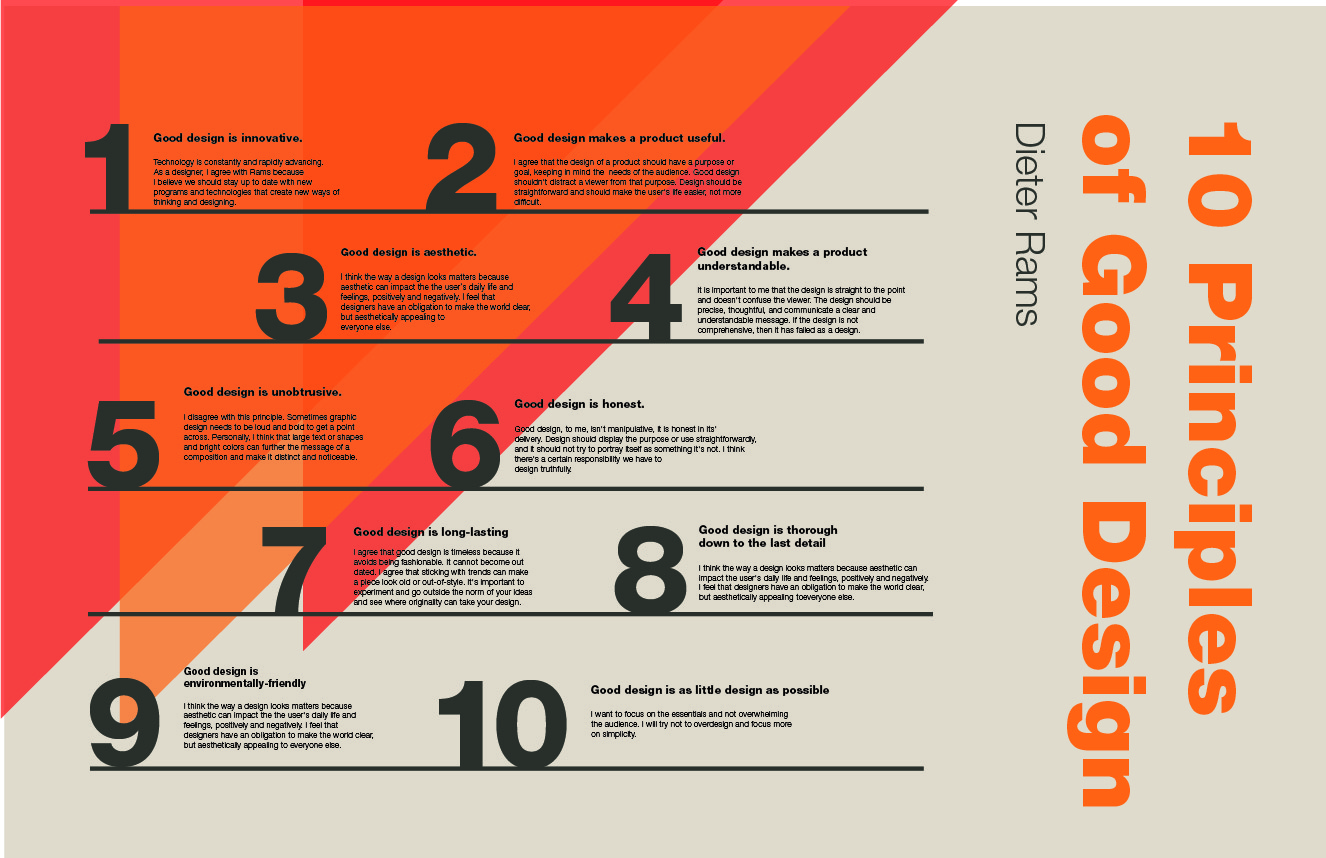 1
Good design is innovative.
Technology is constantly and rapidly advancing.
As a designer, I agree with Rams because
I believe we should stay up to date with new
programs and technologies that create new ways of
thinking and designing.
2
Good design makes a product useful.
I agree that the design of a product should have a purpose or
goal, keeping in mind the needs of the audience. Good design
shouldn't distract a viewer from that purpose. Design should be
straightforward and should make the user's life easier, not more
difficult.
3
Good design is aesthetic.
I think the way a design looks matters because
aesthetic can impact the the user's daily life and
feelings, positively and negatively. I feel that
designers have an obligation to make the world clear,
but aesthetically appealing to
everyone else.
4
Good design makes a product
understandable.
It is important to me that the design is straight to the point
and doesn't confuse the viewer. The design should be
precise, thoughtful, and communicate a clear and
understandable message. If the design is not
comprehensive, then it has failed as a design.
5
Good design is unobtrusive.
I disagree with this principle. Sometimes graphic
design needs to be loud and bold to get a point
across. Personally, I think that large text or shapes
and bright colors can further the message of a
composition and make it distinct and noticeable.
6
Good design is honest.
Good design, to me, isn't manipulative, it is honest in its'
delivery. Design should display the purpose or use straightforwardly,
and it should not try to portray itself as something it's not. I think
there's a certain responsibility we have to
design truthfully.
7
Good design is long-lasting
I agree that good design is timeless because it
avoids being fashionable. It cannot become out
dated. I agree that sticking with trends can make
a piece look old or out-of-style. It's important to
experiment and go outside the norm of your ideas
and see where originality can take your design.
8
Good design is thorough
down to the last detail
I think the way a design looks matters because aesthetic can
impact the user's daily life and feelings, positively and negatively.
I feel that designers have an obligation to make the world clear,
but aesthetically appealing toeveryone else.
9
Good design is
environmentally-friendly
I think the way a design looks matters because
aesthetic can impact the the user's daily life and
feelings, positively and negatively. I feel that
designers have an obligation to make the world clear,
but aesthetically appealing to everyone else.
10
Good design is as little design as possible
I want to focus on the essentials and not overwhelming
the audience. I will try not to overdesign and focus more
on simplicity.
10 Principles
of Good Design
Dieter Rams